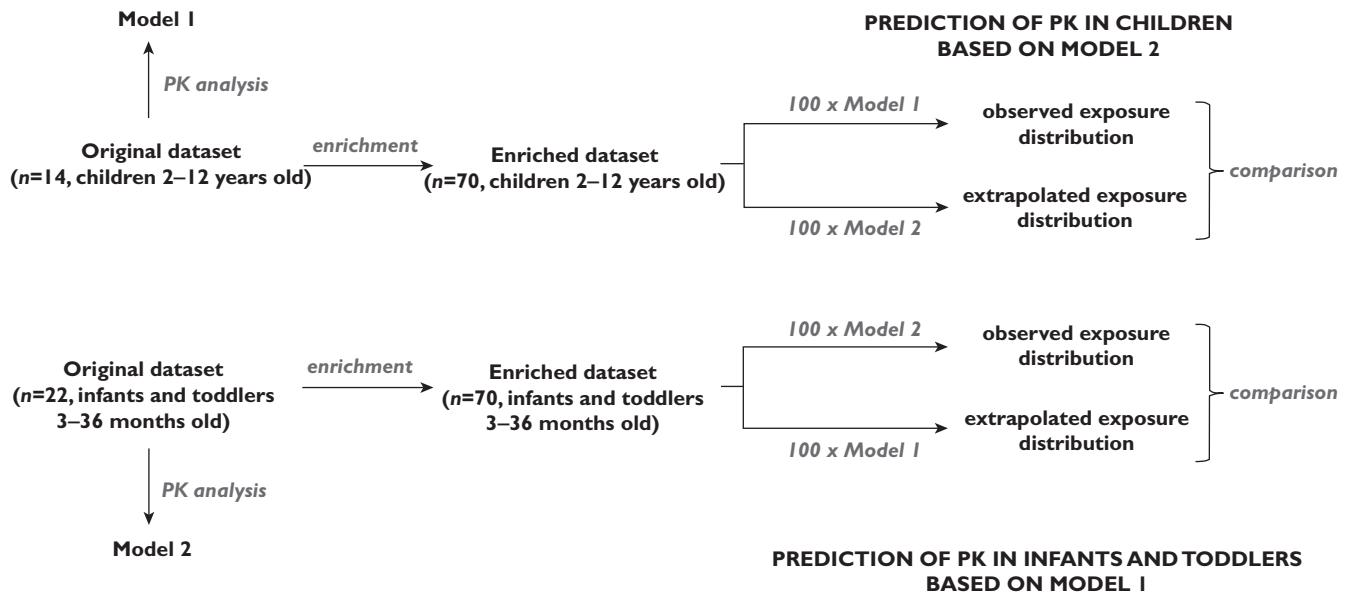 Model 1
PREDICTION OF PK IN CHILDREN
BASED ON MODEL 2
PK analysis
100 x Model 1
observed exposure
distribution
Original dataset
(n=14, children 2–12 years old)
enrichment
Enriched dataset
(n=70, children 2–12 years old)
comparison
extrapolated exposure
distribution
100 x Model 2
100 x Model 2
observed exposure
distribution
Original dataset
(n=22, infants and toddlers
3–36 months old)
enrichment
Enriched dataset
(n=70, infants and toddlers
3–36 months old)
comparison
extrapolated exposure
distribution
100 x Model 1
PK analysis
Model 2
PREDICTION OF PK IN INFANTS AND TODDLERS
BASED ON MODEL 1